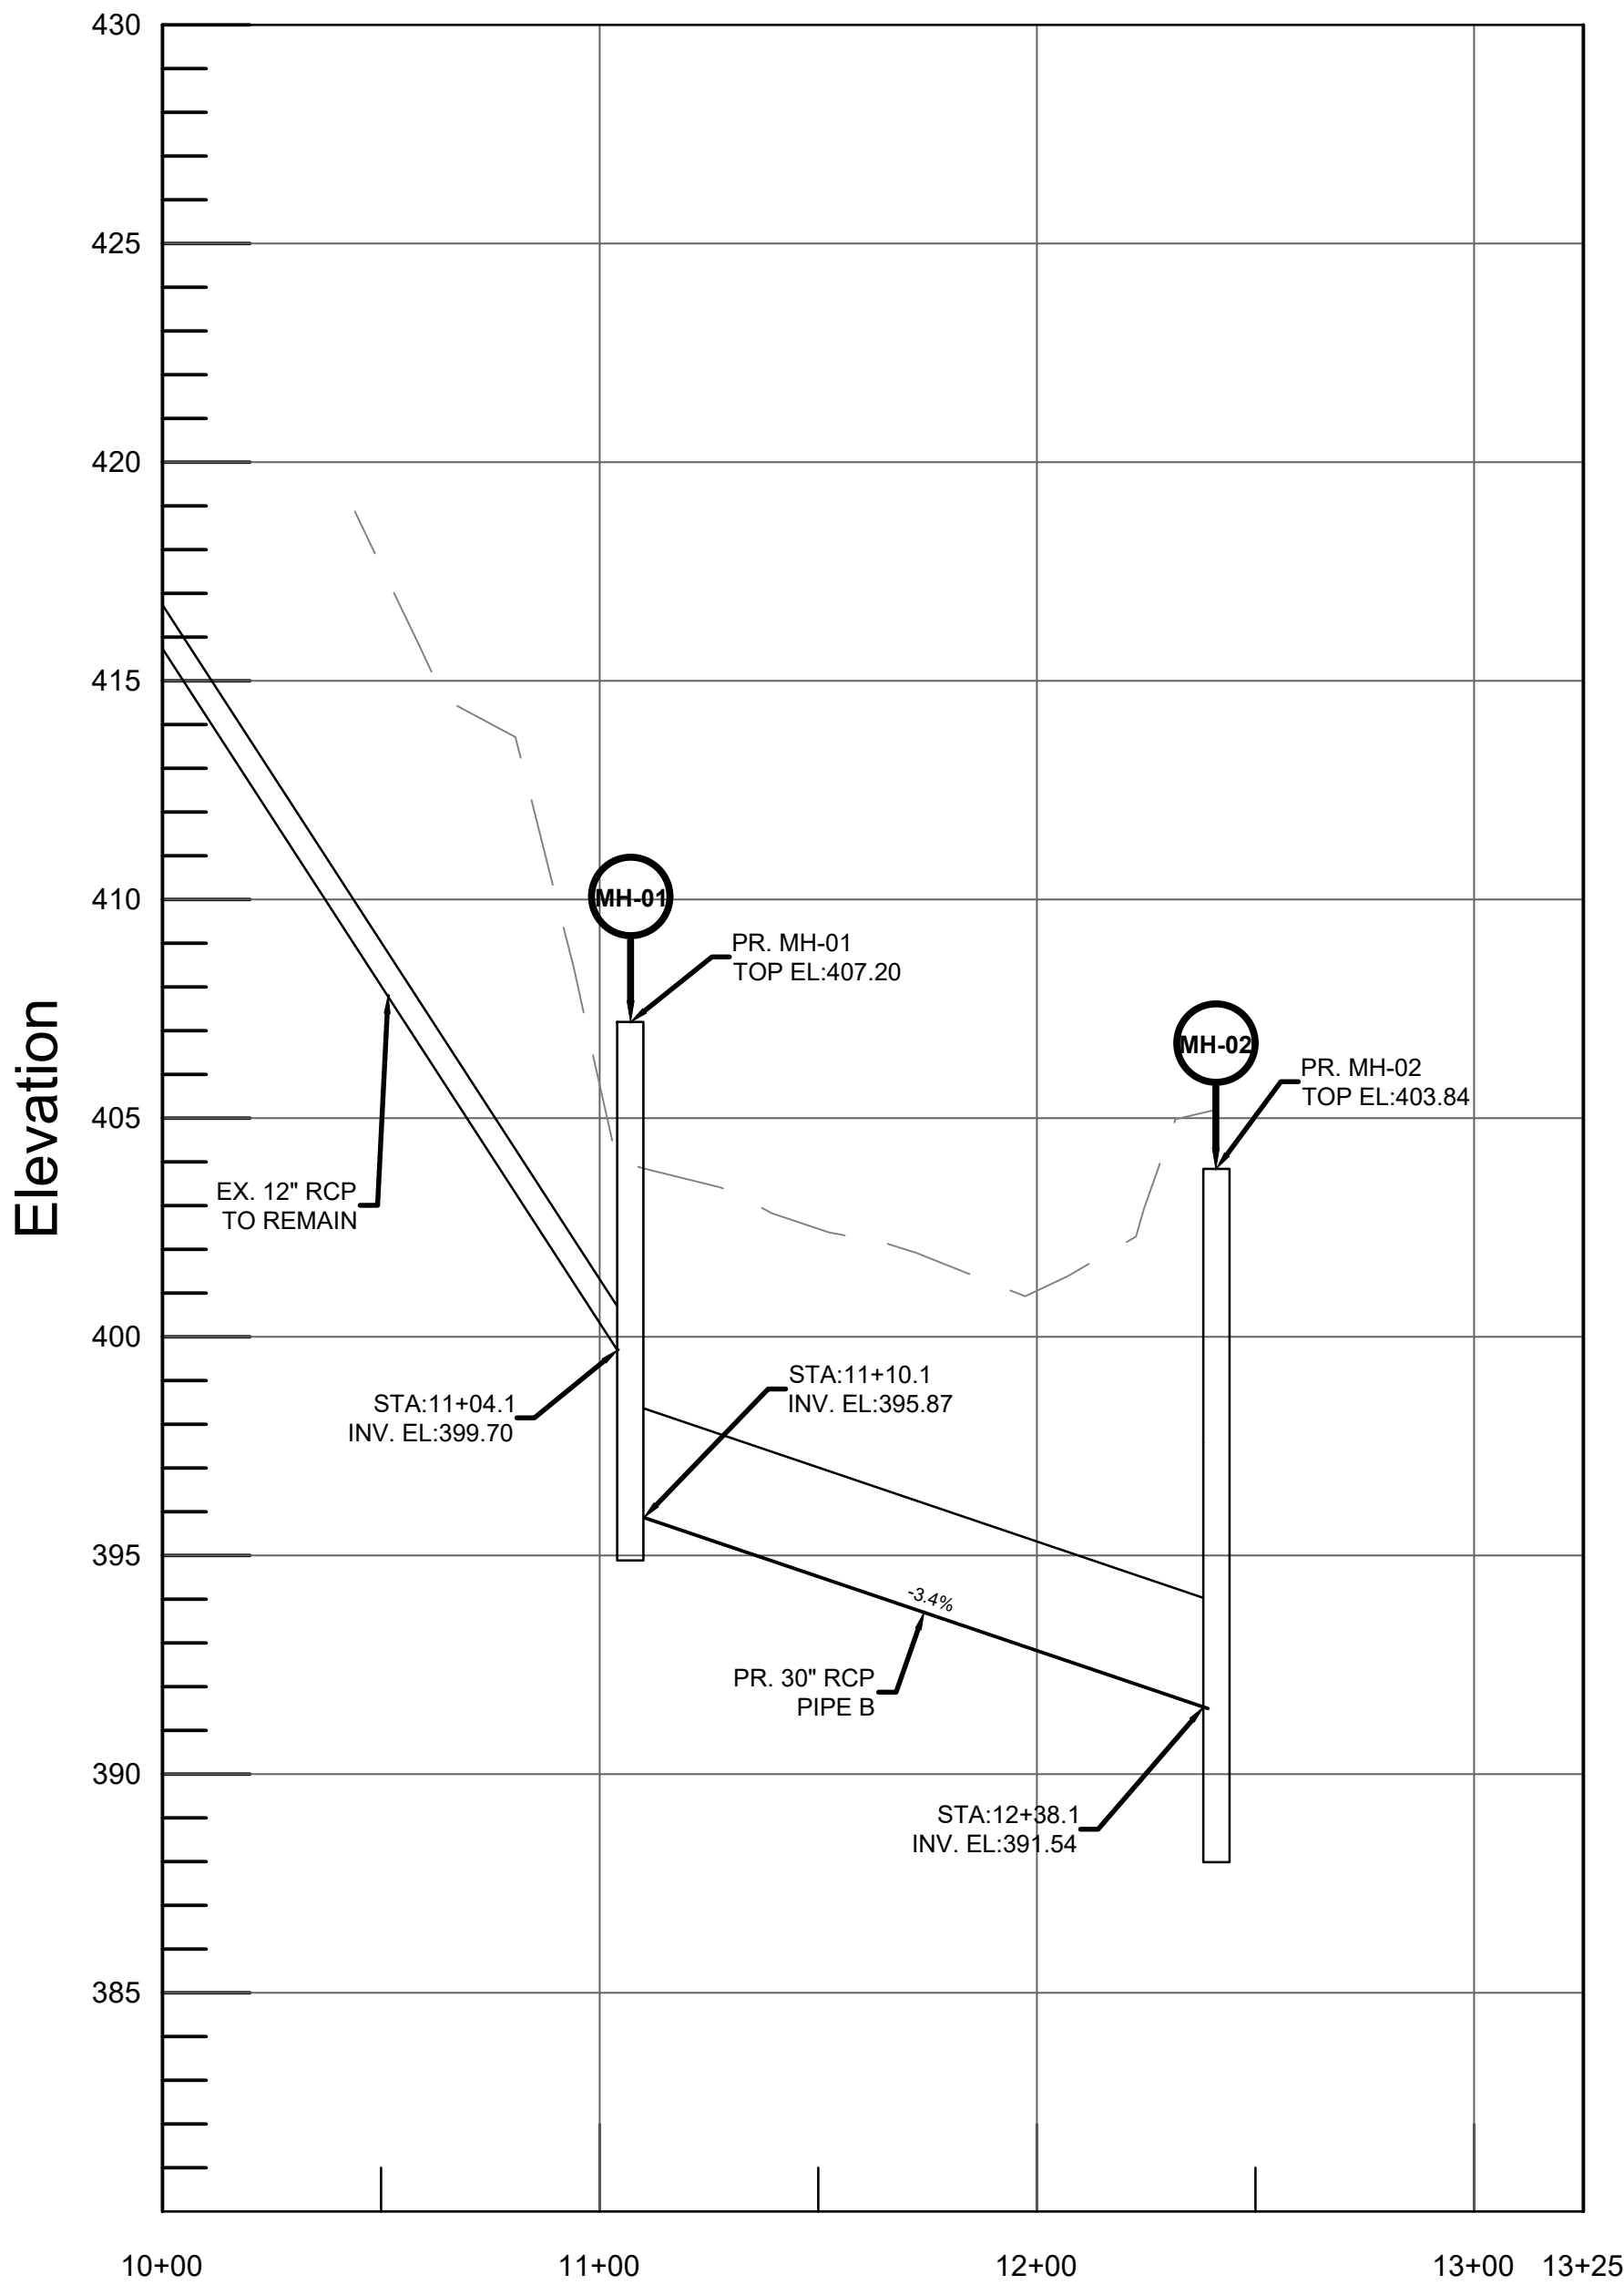 430
425
420
415
410
405
400
395
390
385
Elevation
MH-01
PR. MH-01
TOP EL:407.20
MH-02
PR. MH-02
TOP EL:403.84
EX. 12" RCP
TO REMAIN
STA:11+04.1
INV. EL:399.70
STA:11+10.1
INV. EL:395.87
-3.4%
PR. 30" RCP
PIPE B
STA:12+38.1
INV. EL:391.54
10+00
11+00
12+00
13+00
13+25